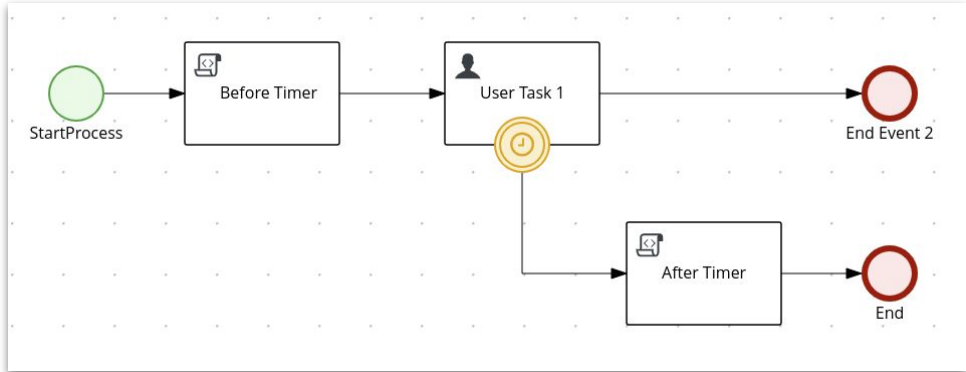 Before Timer
User Task 1
StartProcess
End Event 2
After Timer
End